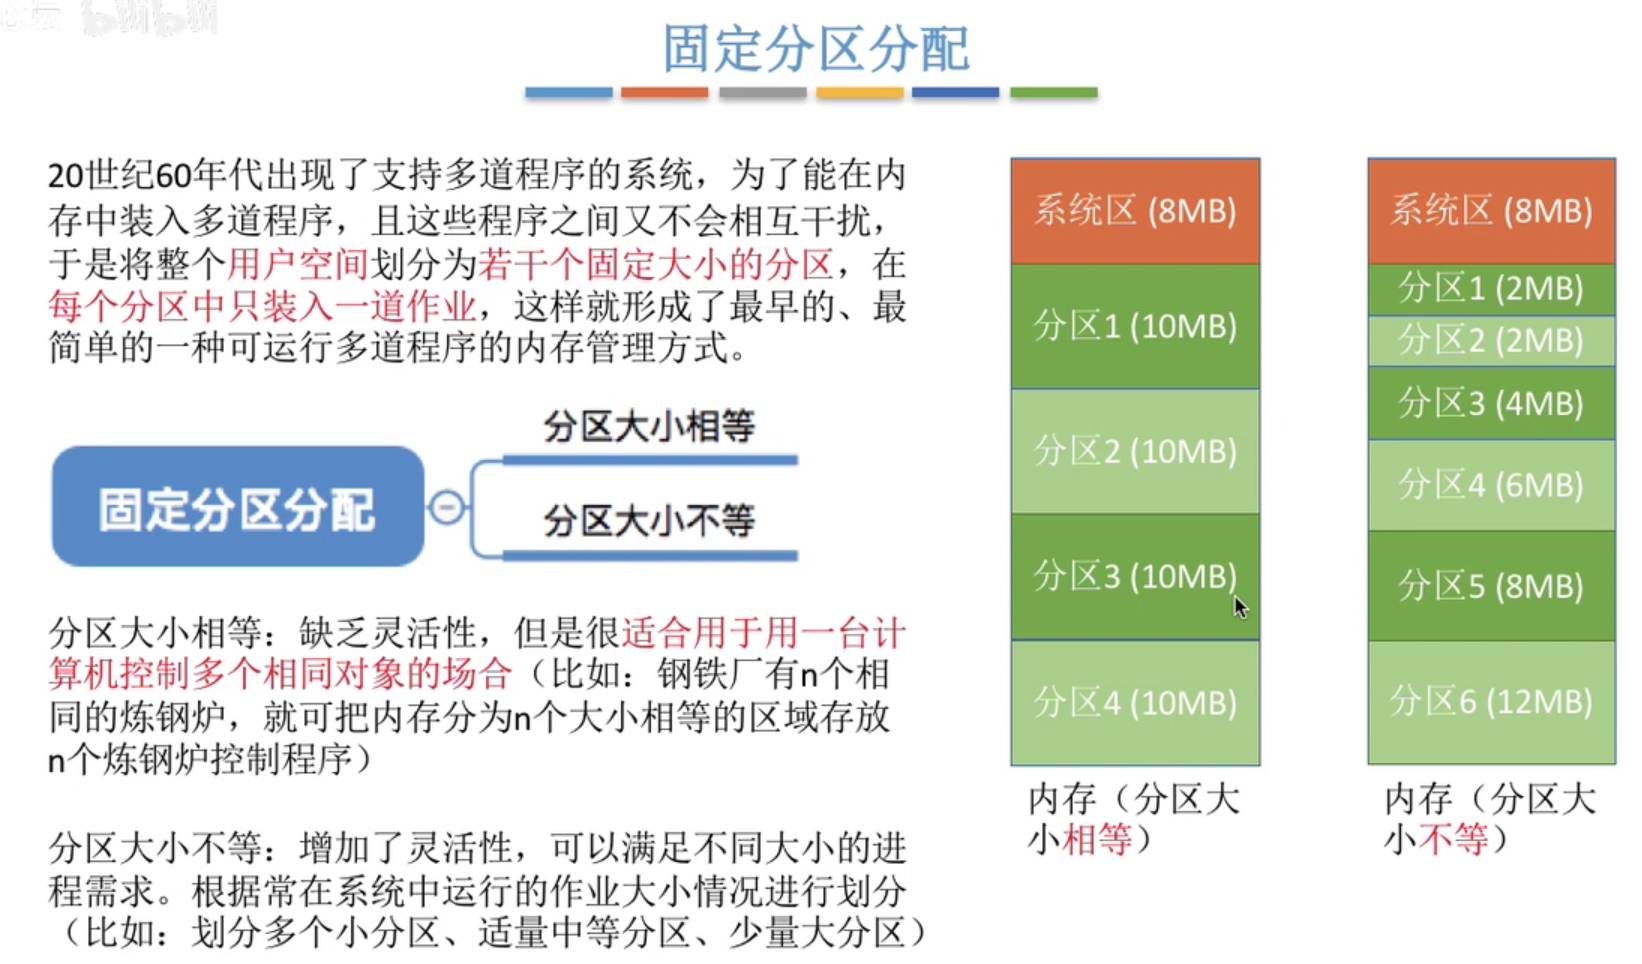 bilibili
固定分区分配
20世纪60年代出现了支持多道程序的系统，为了能在内
存中装入多道程序，且这些程序之间又不会相互干扰，
于是将整个用户空间划分为若干个固定大小的分区，在
每个分区中只装入一道作业，这样就形成了最早的、最
简单的一种可运行多道程序的内存管理方式。
固定分区分配
分区大小相等
分区大小不等
分区大小相等：缺乏灵活性，但是很适合用于用一台计
算机控制多个相同对象的场合（比如：钢铁厂有n个相
同的炼钢炉，就可把内存分为n个大小相等的区域存放
n个炼钢炉控制程序）
分区大小不等：增加了灵活性，可以满足不同大小的进
程需求。根据常在系统中运行的作业大小情况进行划分
（比如：划分多个小分区、适量中等分区、少量大分区）
系统区 (8MB)
分区1 (10MB)
分区2 (10MB)
分区3 (10MB)
分区4 (10MB)
内存（分区大
小相等）
系统区 (8MB)
分区1 (2MB)
分区2 (2MB)
分区3 (4MB)
分区4 (6MB)
分区5 (8MB)
分区6 (12MB)
内存（分区大
小不等）